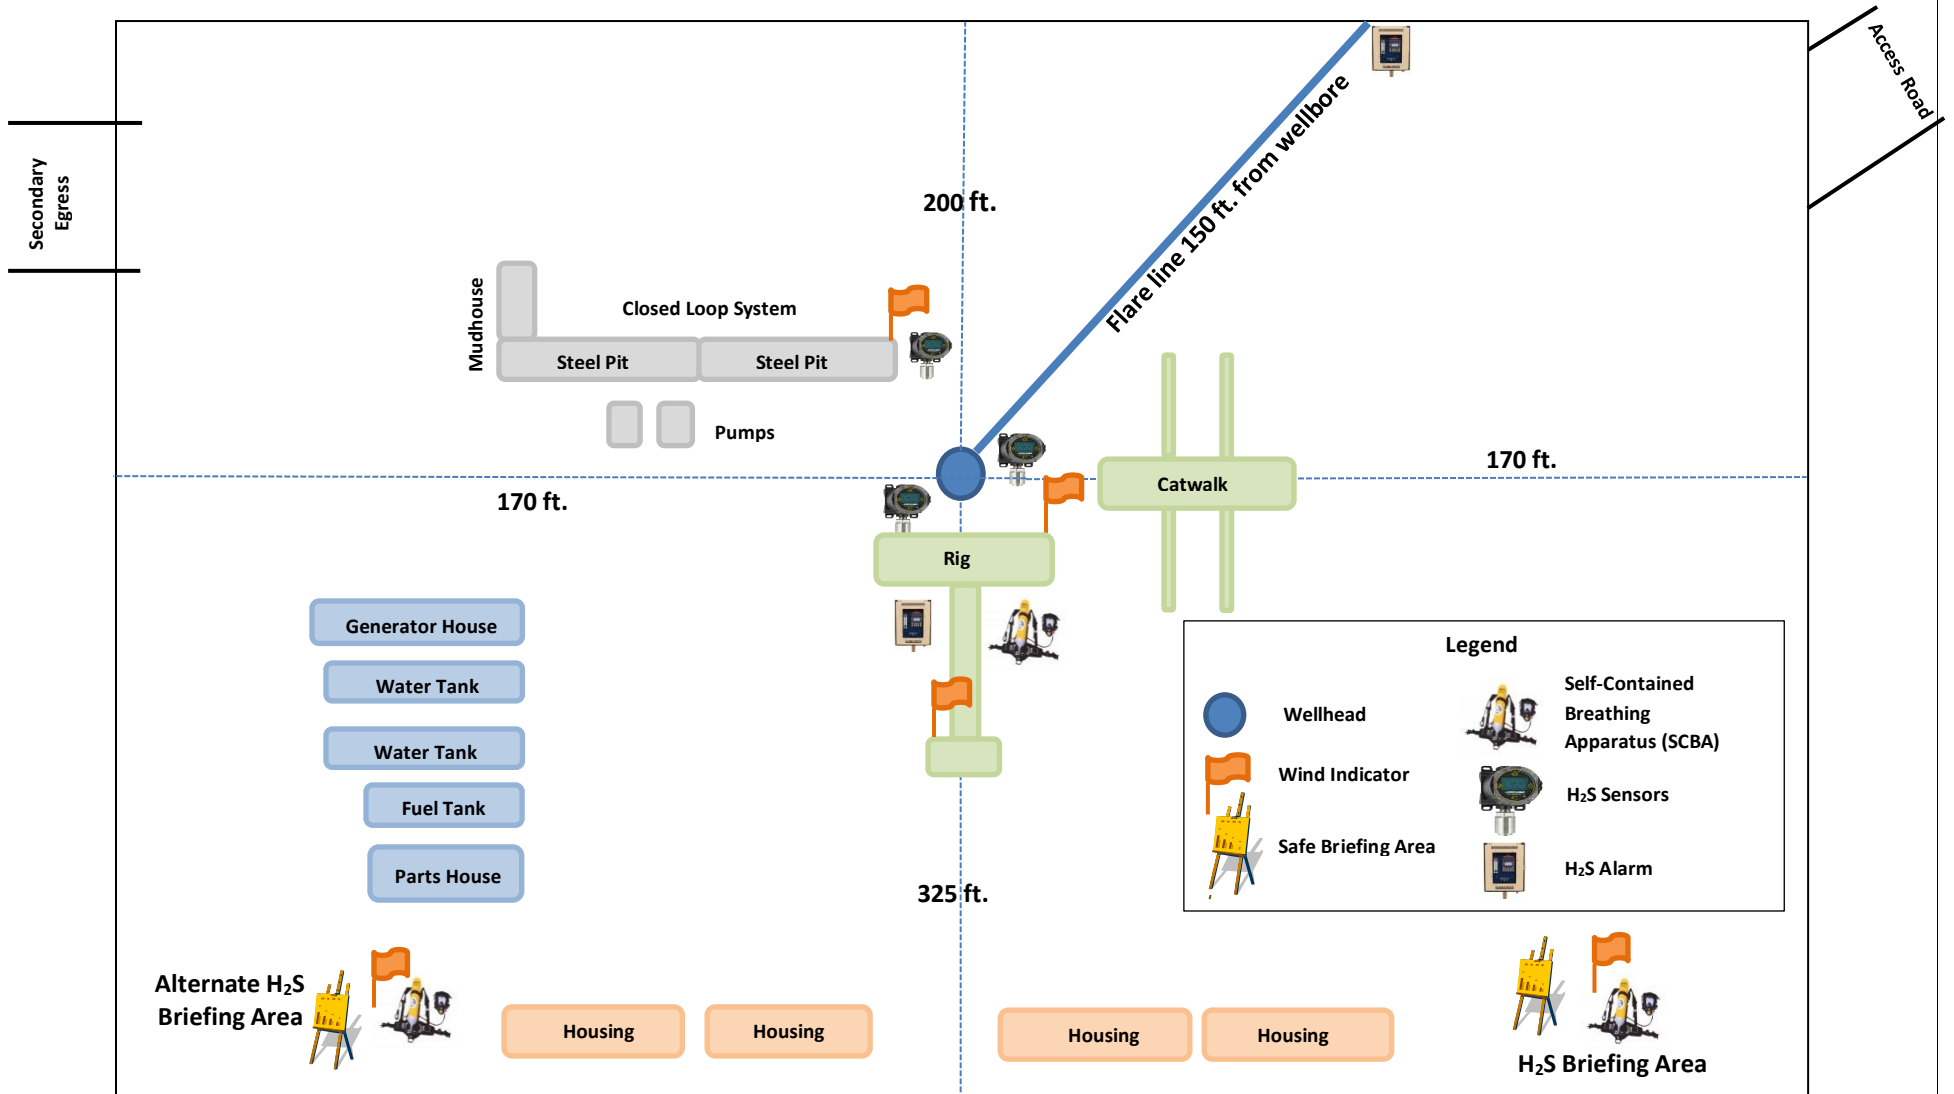 Access Road
Secondary
Egress
Flare line 150 ft. from wellbore
200 ft.
Mudhouse
Closed Loop System
Steel Pit
Steel Pit
Pumps
170 ft.
170 ft.
Catwalk
Rig
Generator House
Water Tank
Water Tank
Fuel Tank
Parts House
325 ft.
Legend
Wellhead
Wind Indicator
Safe Briefing Area
Self-Contained
Breathing
Apparatus (SCBA)
H₂S Sensors
H₂S Alarm
Alternate H₂S
Briefing Area
Housing
Housing
Housing
Housing
H₂S Briefing Area